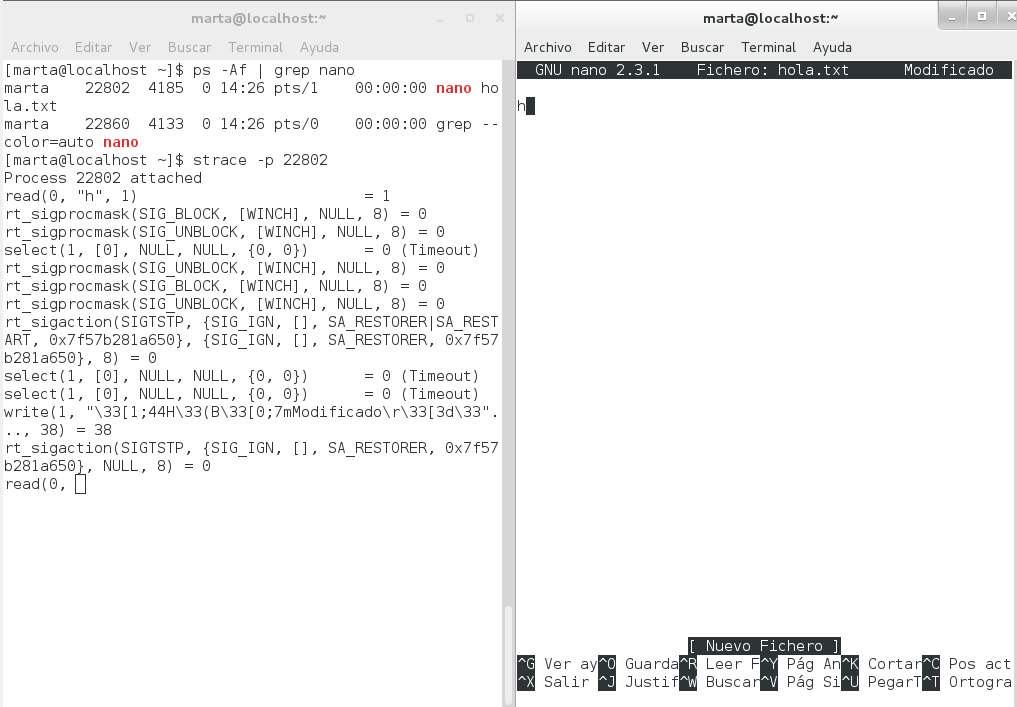 marta@localhost:~
Archivo Editar Ver Buscar Terminal Ayuda
[marta@localhost ~]$ ps -Af | grep nano
marta    22802  4185  0 14:26 pts/1    00:00:00 nano ho
la.txt
marta    22860  4133  0 14:26 pts/0    00:00:00 grep --
color=auto nano
[marta@localhost ~]$ strace -p 22802
Process 22802 attached
read(0, "h", 1)                         = 1
rt_sigprocmask(SIG_BLOCK, [WINCH], NULL, 8) = 0
rt_sigprocmask(SIG_UNBLOCK, [WINCH], NULL, 8) = 0
select(1, [0], NULL, NULL, {0, 0})      = 0 (Timeout)
rt_sigprocmask(SIG_UNBLOCK, [WINCH], NULL, 8) = 0
rt_sigprocmask(SIG_BLOCK, [WINCH], NULL, 8) = 0
rt_sigprocmask(SIG_UNBLOCK, [WINCH], NULL, 8) = 0
rt_sigaction(SIGTSTP, {SIG_IGN, [], SA_RESTORER|SA_REST
ART, 0x7f57b281a650}, {SIG_IGN, [], SA_RESTORER, 0x7f57
b281a650}, 8) = 0
select(1, [0], NULL, NULL, {0, 0})      = 0 (Timeout)
select(1, [0], NULL, NULL, {0, 0})      = 0 (Timeout)
write(1, "\33[1;44H\33(B\33[0;7mModificado\r\33[3d\33".
.., 38) = 38
rt_sigaction(SIGTSTP, {SIG_IGN, [], SA_RESTORER, 0x7f57
b281a650}, NULL, 8) = 0
read(0,
marta@localhost:~
Archivo Editar Ver Buscar Terminal Ayuda
GNU nano 2.3.1    Fichero: hola.txt      Modificado
h
[ Nuevo Fichero ]
^G Ver ay^O Guarda^R Leer F^Y Pág An^K Cortar^C Pos act
^X Salir ^J Justif^W Buscar^V Pág Si^U PegarT^T Ortogra